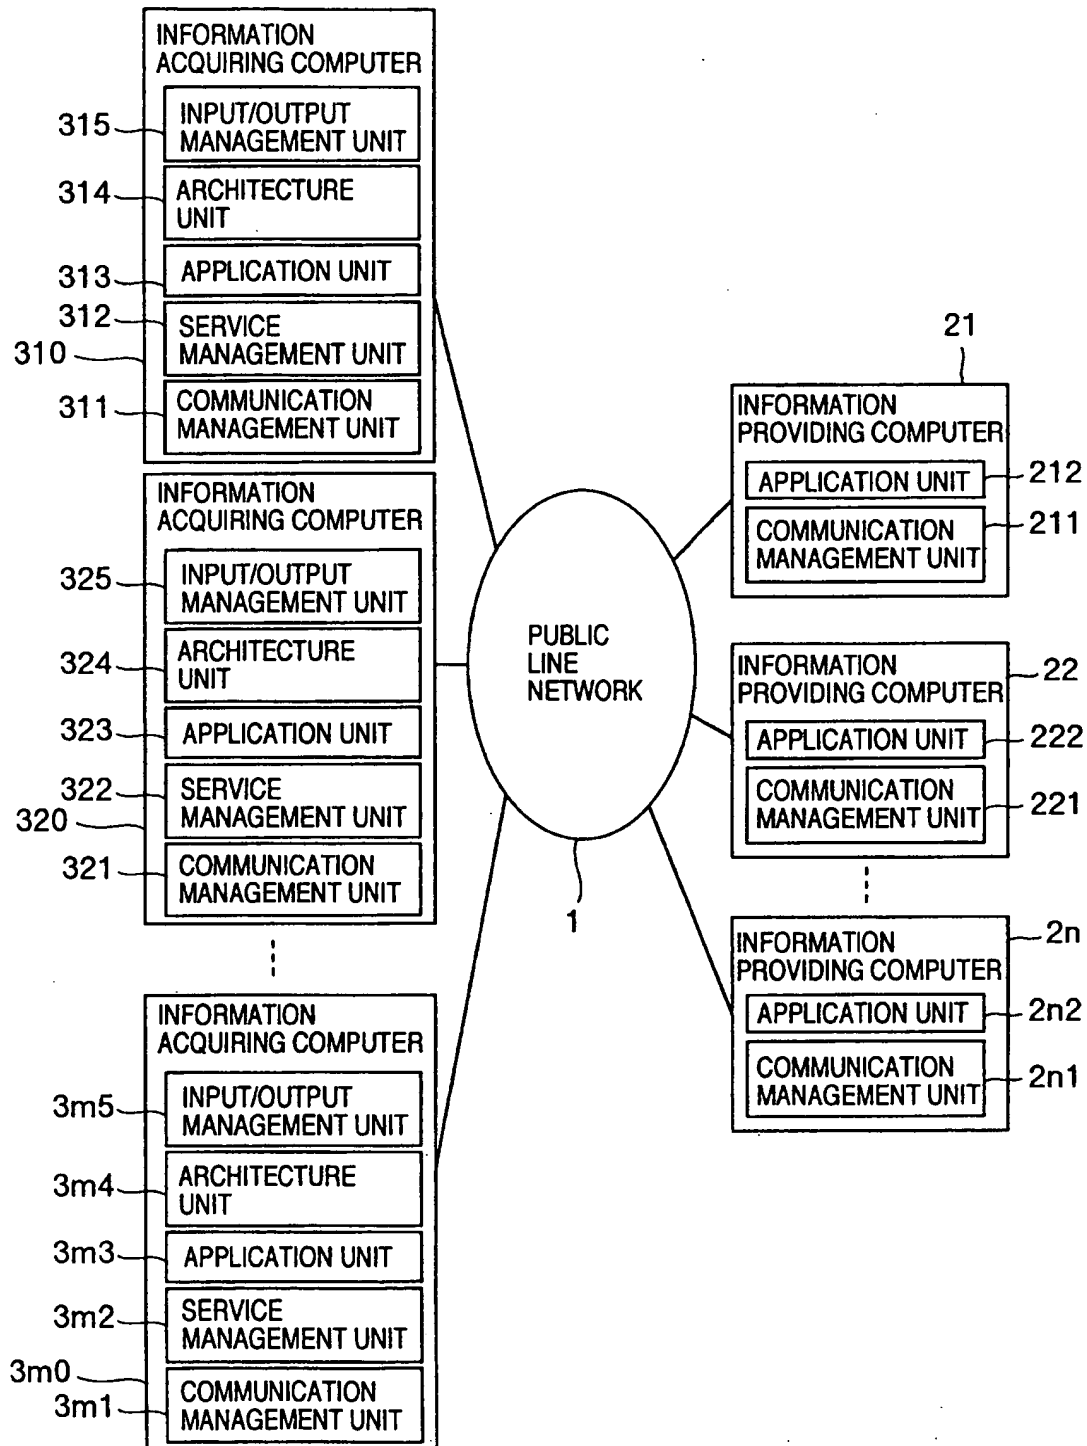 INFORMATION
ACQUIRING COMPUTER
315
INPUT/OUTPUT
MANAGEMENT UNIT
314
ARCHITECTURE
UNIT
313
APPLICATION UNIT
312
SERVICE
MANAGEMENT UNIT
310
311
COMMUNICATION
MANAGEMENT UNIT
INFORMATION
ACQUIRING COMPUTER
325
INPUT/OUTPUT
MANAGEMENT UNIT
324
ARCHITECTURE
UNIT
323
APPLICATION UNIT
322
SERVICE
MANAGEMENT UNIT
320
321
COMMUNICATION
MANAGEMENT UNIT
INFORMATION
ACQUIRING COMPUTER
3m5
INPUT/OUTPUT
MANAGEMENT UNIT
3m4
ARCHITECTURE
UNIT
3m3
APPLICATION UNIT
3m2
SERVICE
MANAGEMENT UNIT
3m0
3m1
COMMUNICATION
MANAGEMENT UNIT
PUBLIC
LINE
NETWORK
1
21
INFORMATION
PROVIDING COMPUTER
APPLICATION UNIT
212
COMMUNICATION
MANAGEMENT UNIT
211
INFORMATION
PROVIDING COMPUTER
22
APPLICATION UNIT
222
COMMUNICATION
MANAGEMENT UNIT
221
INFORMATION
PROVIDING COMPUTER
2n
APPLICATION UNIT
2n2
COMMUNICATION
MANAGEMENT UNIT
2n1